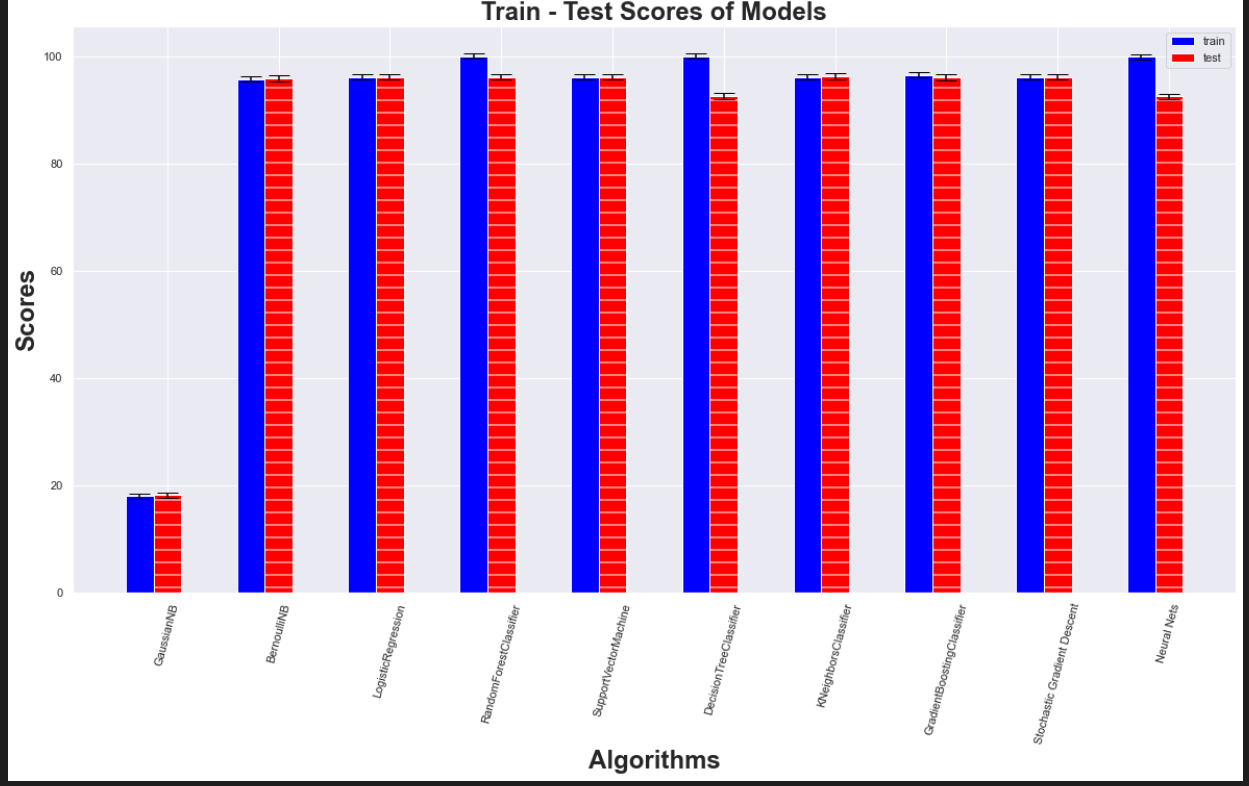 Train - Test Scores of Models
train
test
Scores
100
80
60
40
20
0
GaussianNB
BernoulliNB
LogisticRegression
RandomForestClassifier
SupportVectorMachine
DecisionTreeClassifier
KNeighborsClassifier
GradientBoostingClassifier
Stochastic Gradient Descent
Neural Nets
Algorithms